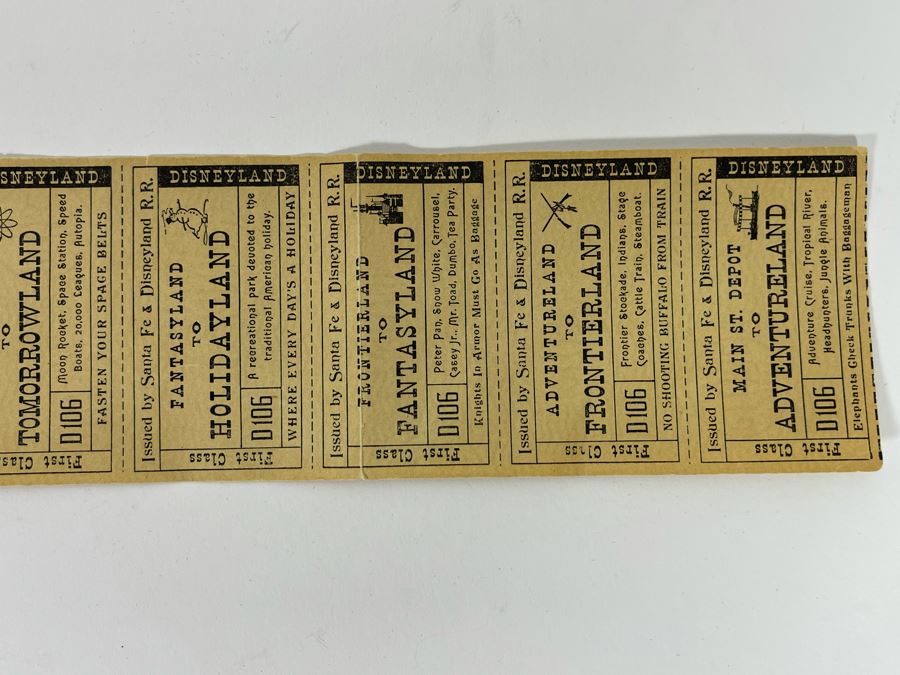 SNEYLAND
TO
TOMORROWLAND
D106
Moon Rocket, Space Station, Speed
Boats, 20,000 Leagues, Autopia.
FASTEN YOUR SPACE BELTS
First Class
DISNEYLAND
Issued by Santa Fe & Disneyland R.R.
FANTASYLAND
TO
HOLIDAYLAND
D106
A recreational park devoted to the
traditional American holiday.
WHERE EVERY DAY'S A HOLIDAY
First Class
DISNEYLAND
Issued by Santa Fe & Disneyland R.R.
FRONTIERLAND
TO
FANTASYLAND
D106
Peter Pan, Snow White, Carrousel,
Casey Jr., Mr. Toad, Dumbo, Tea Party.
Knights In Armor Must Go As Baggage
First Class
DISNEYLAND
Issued by Santa Fe & Disneyland R.R.
ADVENTURELAND
TO
FRONTIERLAND
D106
Frontier Stockade, Indians, Stage
Coaches, Cattle Train, Steamboat.
NO SHOOTING BUFFALO FROM TRAIN
First Class
DISNEYLAND
Issued by Santa Fe & Disneyland R.R.
MAIN ST. DEPOT
TO
ADVENTURELAND
D106
Adventure Cruise, Tropical River,
Headhunters, Jungle Animals.
Elephants Check Trunks With Baggageman
First Class